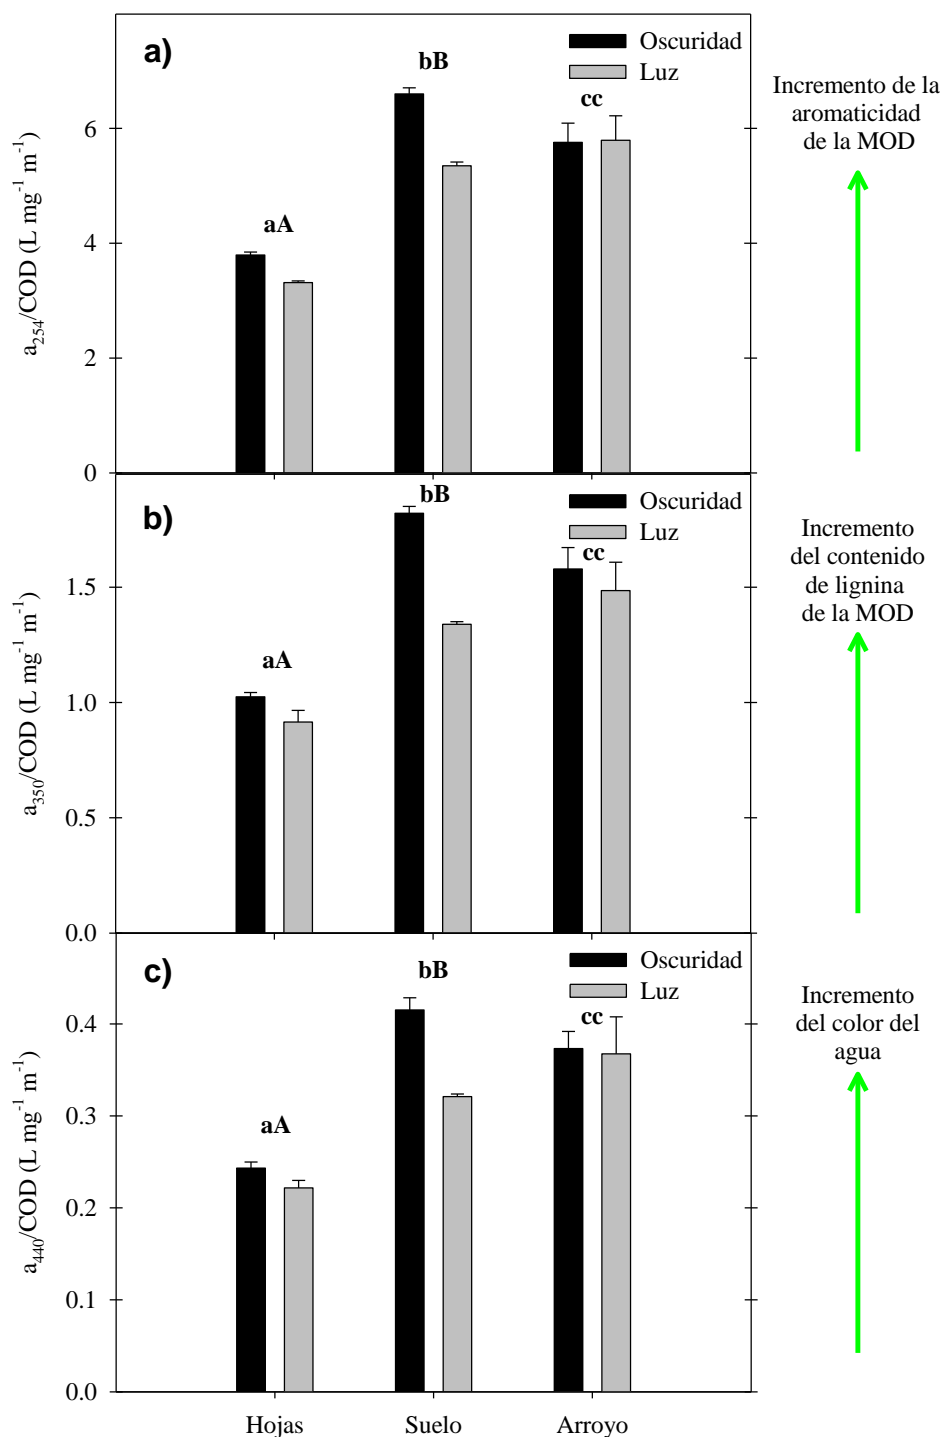 a)
bB
Oscuridad
Luz
cc
aA
6
4
2
0
a254/COD (L mg-1 m-1)
Incremento de la
aromaticidad
de la MOD
b)
bB
Oscuridad
Luz
cc
aA
1.5
1.0
0.5
0.0
a350/COD (L mg-1 m-1)
Incremento
del contenido
de lignina
de la MOD
c)
bB
Oscuridad
Luz
cc
aA
0.4
0.3
0.2
0.1
0.0
a440/COD (L mg-1 m-1)
Incremento
del color del
agua
Hojas Suelo Arroyo